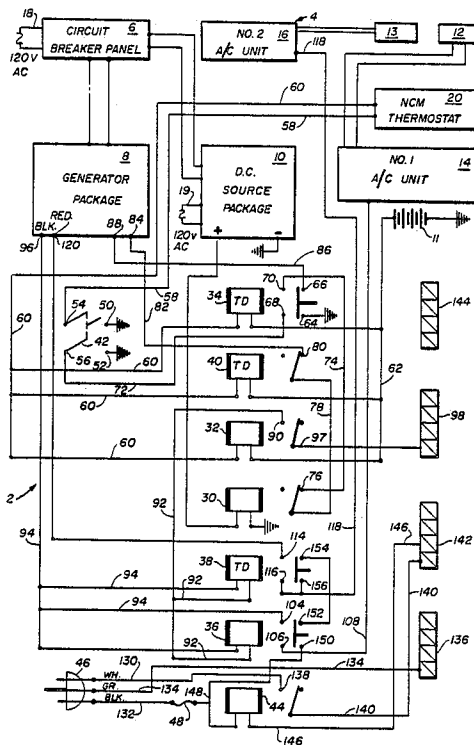 18
120V
AC
CIRCUIT 6
BREAKER PANEL
NO. 2 16
A/C UNIT
4
118
13
12
60
58
NCM 20
THERMOSTAT
8
GENERATOR
PACKAGE
BLK. RED. 88 84
96 120
10
D.C.
SOURCE
PACKAGE
19
120V
AC
+ -
NO. 1
A/C UNIT 14
11
86
82
58
60
54 50
42
56 52
60
72
60
34
TD
70 66
68 64
144
40
TD
80
74
62
78
32
90
97
98
60
92
30
76
2
94
118
146
142
38
TD
114 154
116 156
94
92
140
94
36
104 152
106 150
108
92
136
46
130
WH.
GR.
134
BLK.
132
148
48
44
138
134
140
146